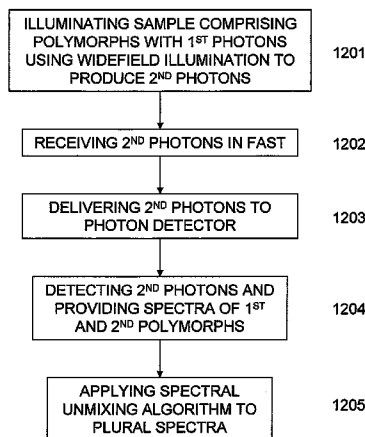 ILLUMINATING SAMPLE COMPRISING
POLYMORPHS WITH 1ST PHOTONS
USING WIDEFIELD ILLUMINATION TO
PRODUCE 2ND PHOTONS
1201
RECEIVING 2ND PHOTONS IN FAST
1202
DELIVERING 2ND PHOTONS TO
PHOTON DETECTOR
1203
DETECTING 2ND PHOTONS AND
PROVIDING SPECTRA OF 1ST
AND 2ND POLYMORPHS
1204
APPLYING SPECTRAL
UNMIXING ALGORITHM TO
PLURAL SPECTRA
1205